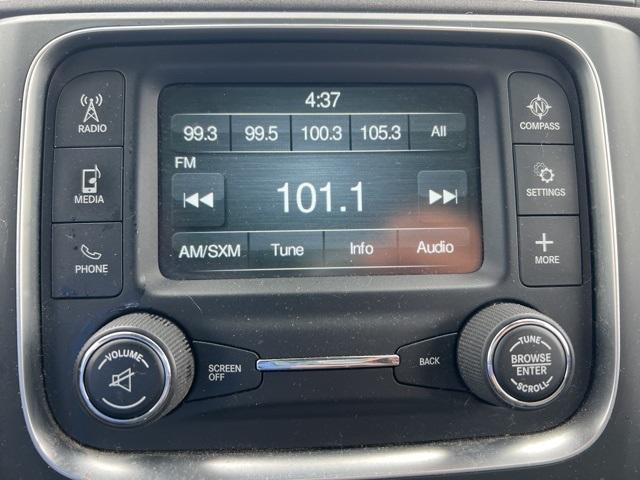 4:37
99.3 99.5 100.3 105.3 All
FM
101.1
AM/SXM Tune Info Audio
RADIO
MEDIA
PHONE
N
COMPASS
SETTINGS
MORE
VOLUME
SCREEN
OFF
BACK
TUNE
BROWSE
ENTER
SCROLL